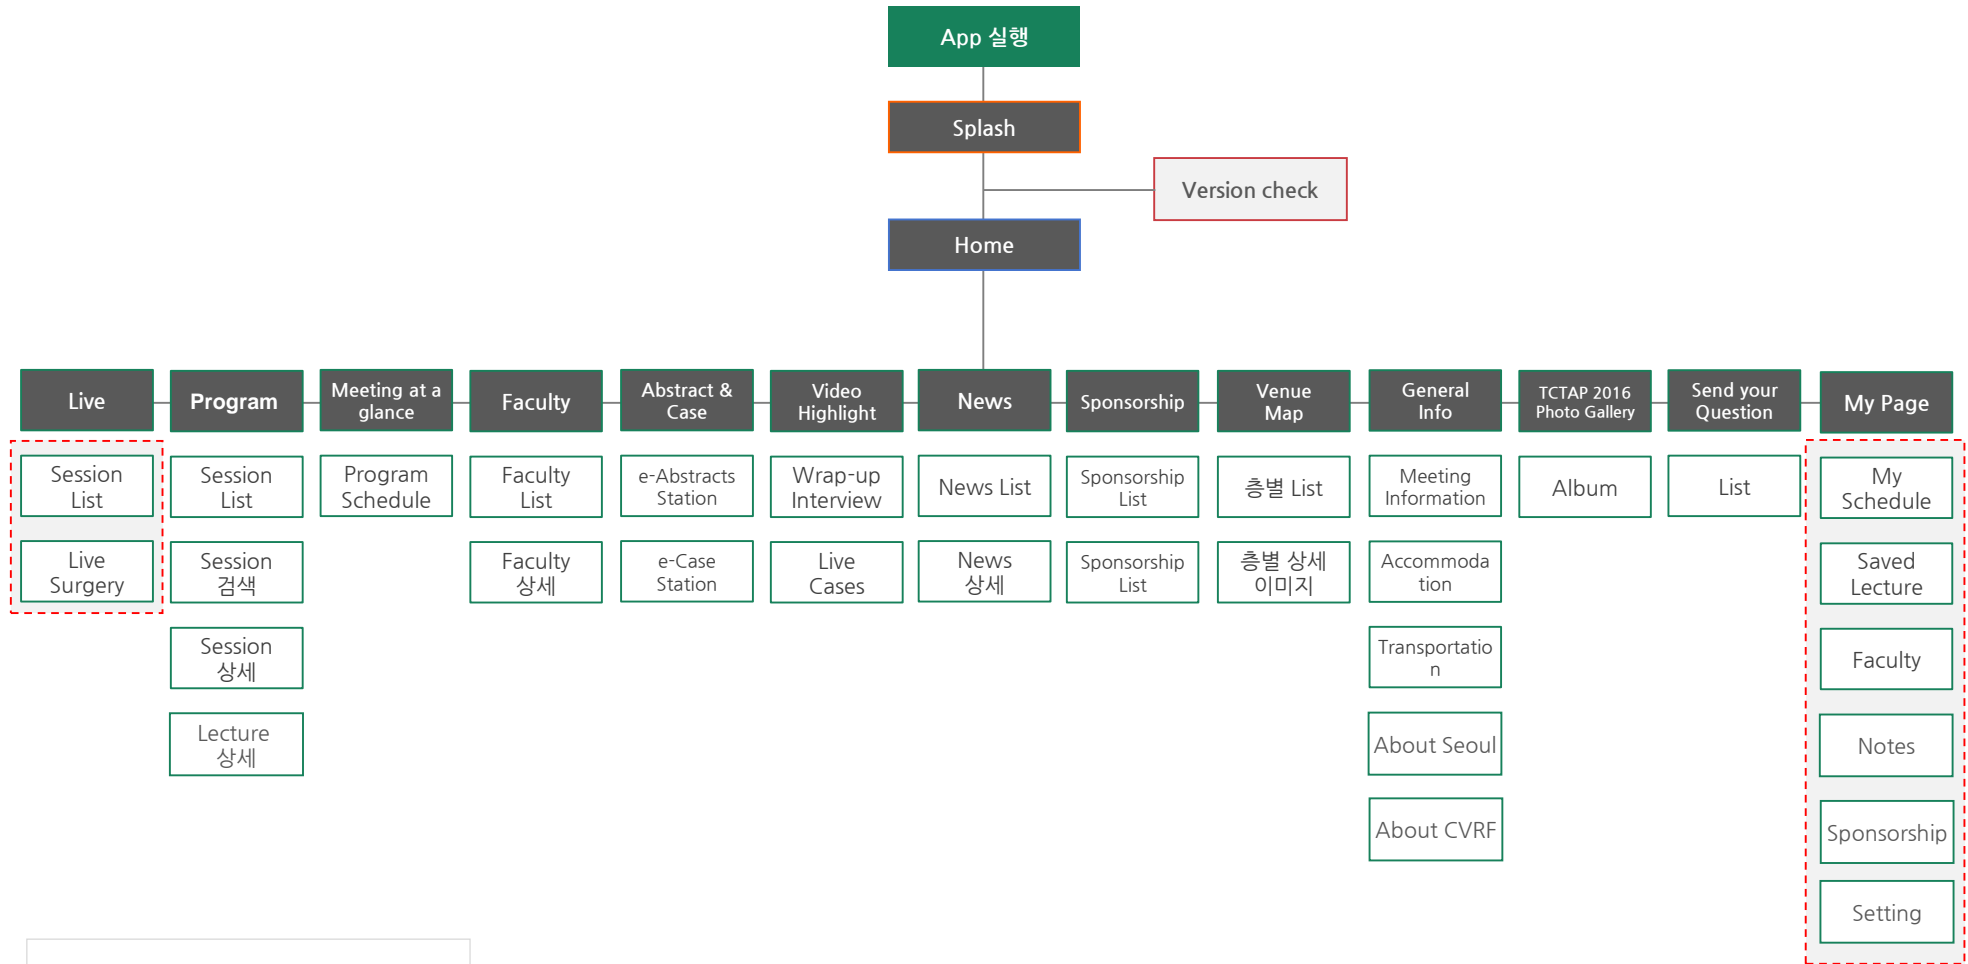 App 실행
Splash
Version check
Home
Live
Program
Meeting at a
glance
Faculty
Abstract &
Case
Video
Highlight
News
Sponsorship
Venue
Map
General
Info
TCTAP 2016
Photo Gallery
Send your
Question
My Page
Session
List
Session
List
Program
Schedule
Faculty
List
e-Abstracts
Station
Wrap-up
Interview
News List
Sponsorship
List
층별 List
Meeting
Information
Album
List
My
Schedule
Live
Surgery
Session
검색
Faculty
상세
e-Case
Station
Live
Cases
News
상세
Sponsorship
List
층별 상세
이미지
Accommoda
tion
Saved
Lecture
Session
상세
Transportatio
n
Faculty
Lecture
상세
About Seoul
Notes
About CVRF
Sponsorship
Setting